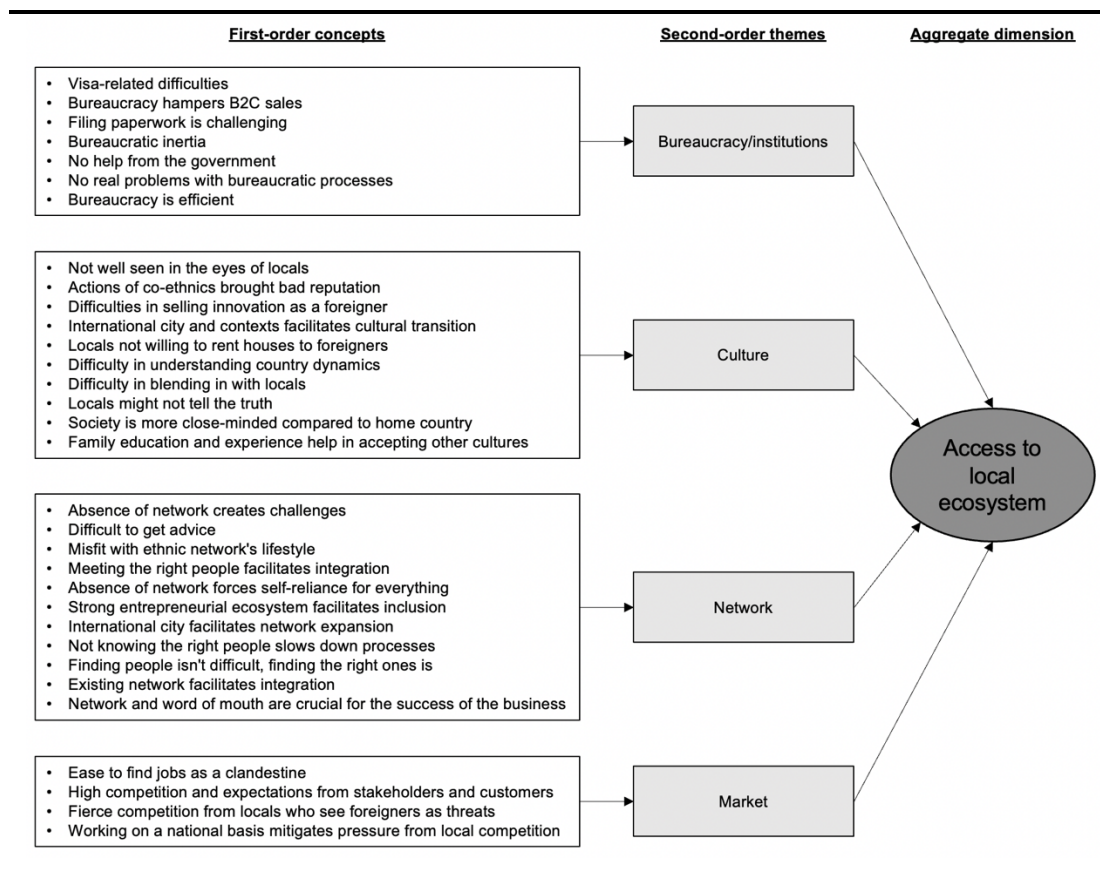 First-order concepts
Second-order themes
Aggregate dimension
• Visa-related difficulties
• Bureaucracy hampers B2C sales
• Filing paperwork is challenging
• Bureaucratic inertia
• No help from the government
• No real problems with bureaucratic processes
• Bureaucracy is efficient
Bureaucracy/institutions
• Not well seen in the eyes of locals
• Actions of co-ethnics brought bad reputation
• Difficulties in selling innovation as a foreigner
• International city and contexts facilitates cultural transition
• Locals not willing to rent houses to foreigners
• Difficulty in understanding country dynamics
• Difficulty in blending in with locals
• Locals might not tell the truth
• Society is more close-minded compared to home country
• Family education and experience help in accepting other cultures
Culture
• Absence of network creates challenges
• Difficult to get advice
• Misfit with ethnic network's lifestyle
• Meeting the right people facilitates integration
• Absence of network forces self-reliance for everything
• Strong entrepreneurial ecosystem facilitates inclusion
• International city facilitates network expansion
• Not knowing the right people slows down processes
• Finding people isn't difficult, finding the right ones is
• Existing network facilitates integration
• Network and word of mouth are crucial for the success of the business
Network
• Ease to find jobs as a clandestine
• High competition and expectations from stakeholders and customers
• Fierce competition from locals who see foreigners as threats
• Working on a national basis mitigates pressure from local competition
Market
Access to
local
ecosystem